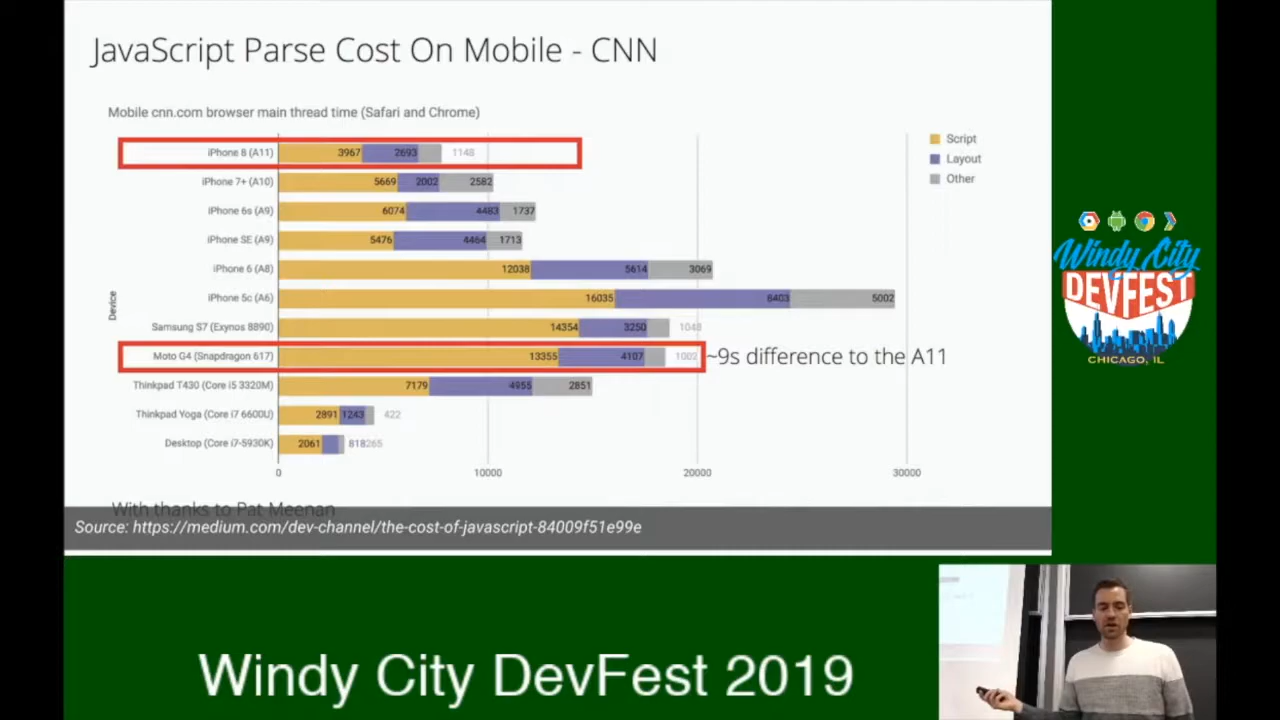 JavaScript Parse Cost On Mobile - CNN
Mobile cnn.com browser main thread time (Safari and Chrome)
Script
Layout
Other
Device
iPhone 8 (A11) 3967 2693 1148
iPhone 7+ (A10) 5669 2002 2582
iPhone 6s (A9) 6074 4483 1737
iPhone SE (A9) 5476 4464 1713
iPhone 6 (A8) 12038 5614 3069
iPhone 5c (A6) 16035 8403 5002
Samsung S7 (Exynos 8890) 14354 3250 1048
Moto G4 (Snapdragon 617) 13355 4107 1002 ~9s difference to the A11
Thinkpad T430 (Core i5 3320M) 7179 4955 2851
Thinkpad Yoga (Core i7 6600U) 2891 1243 422
Desktop (Core i7-5930K) 2061 818 265
0 10000 20000 30000
With thanks to Pat Meenan
Source: https://medium.com/dev-channel/the-cost-of-javascript-84009f51e99e
Windy City
DEVFEST
CHICAGO, IL
Windy City DevFest 2019